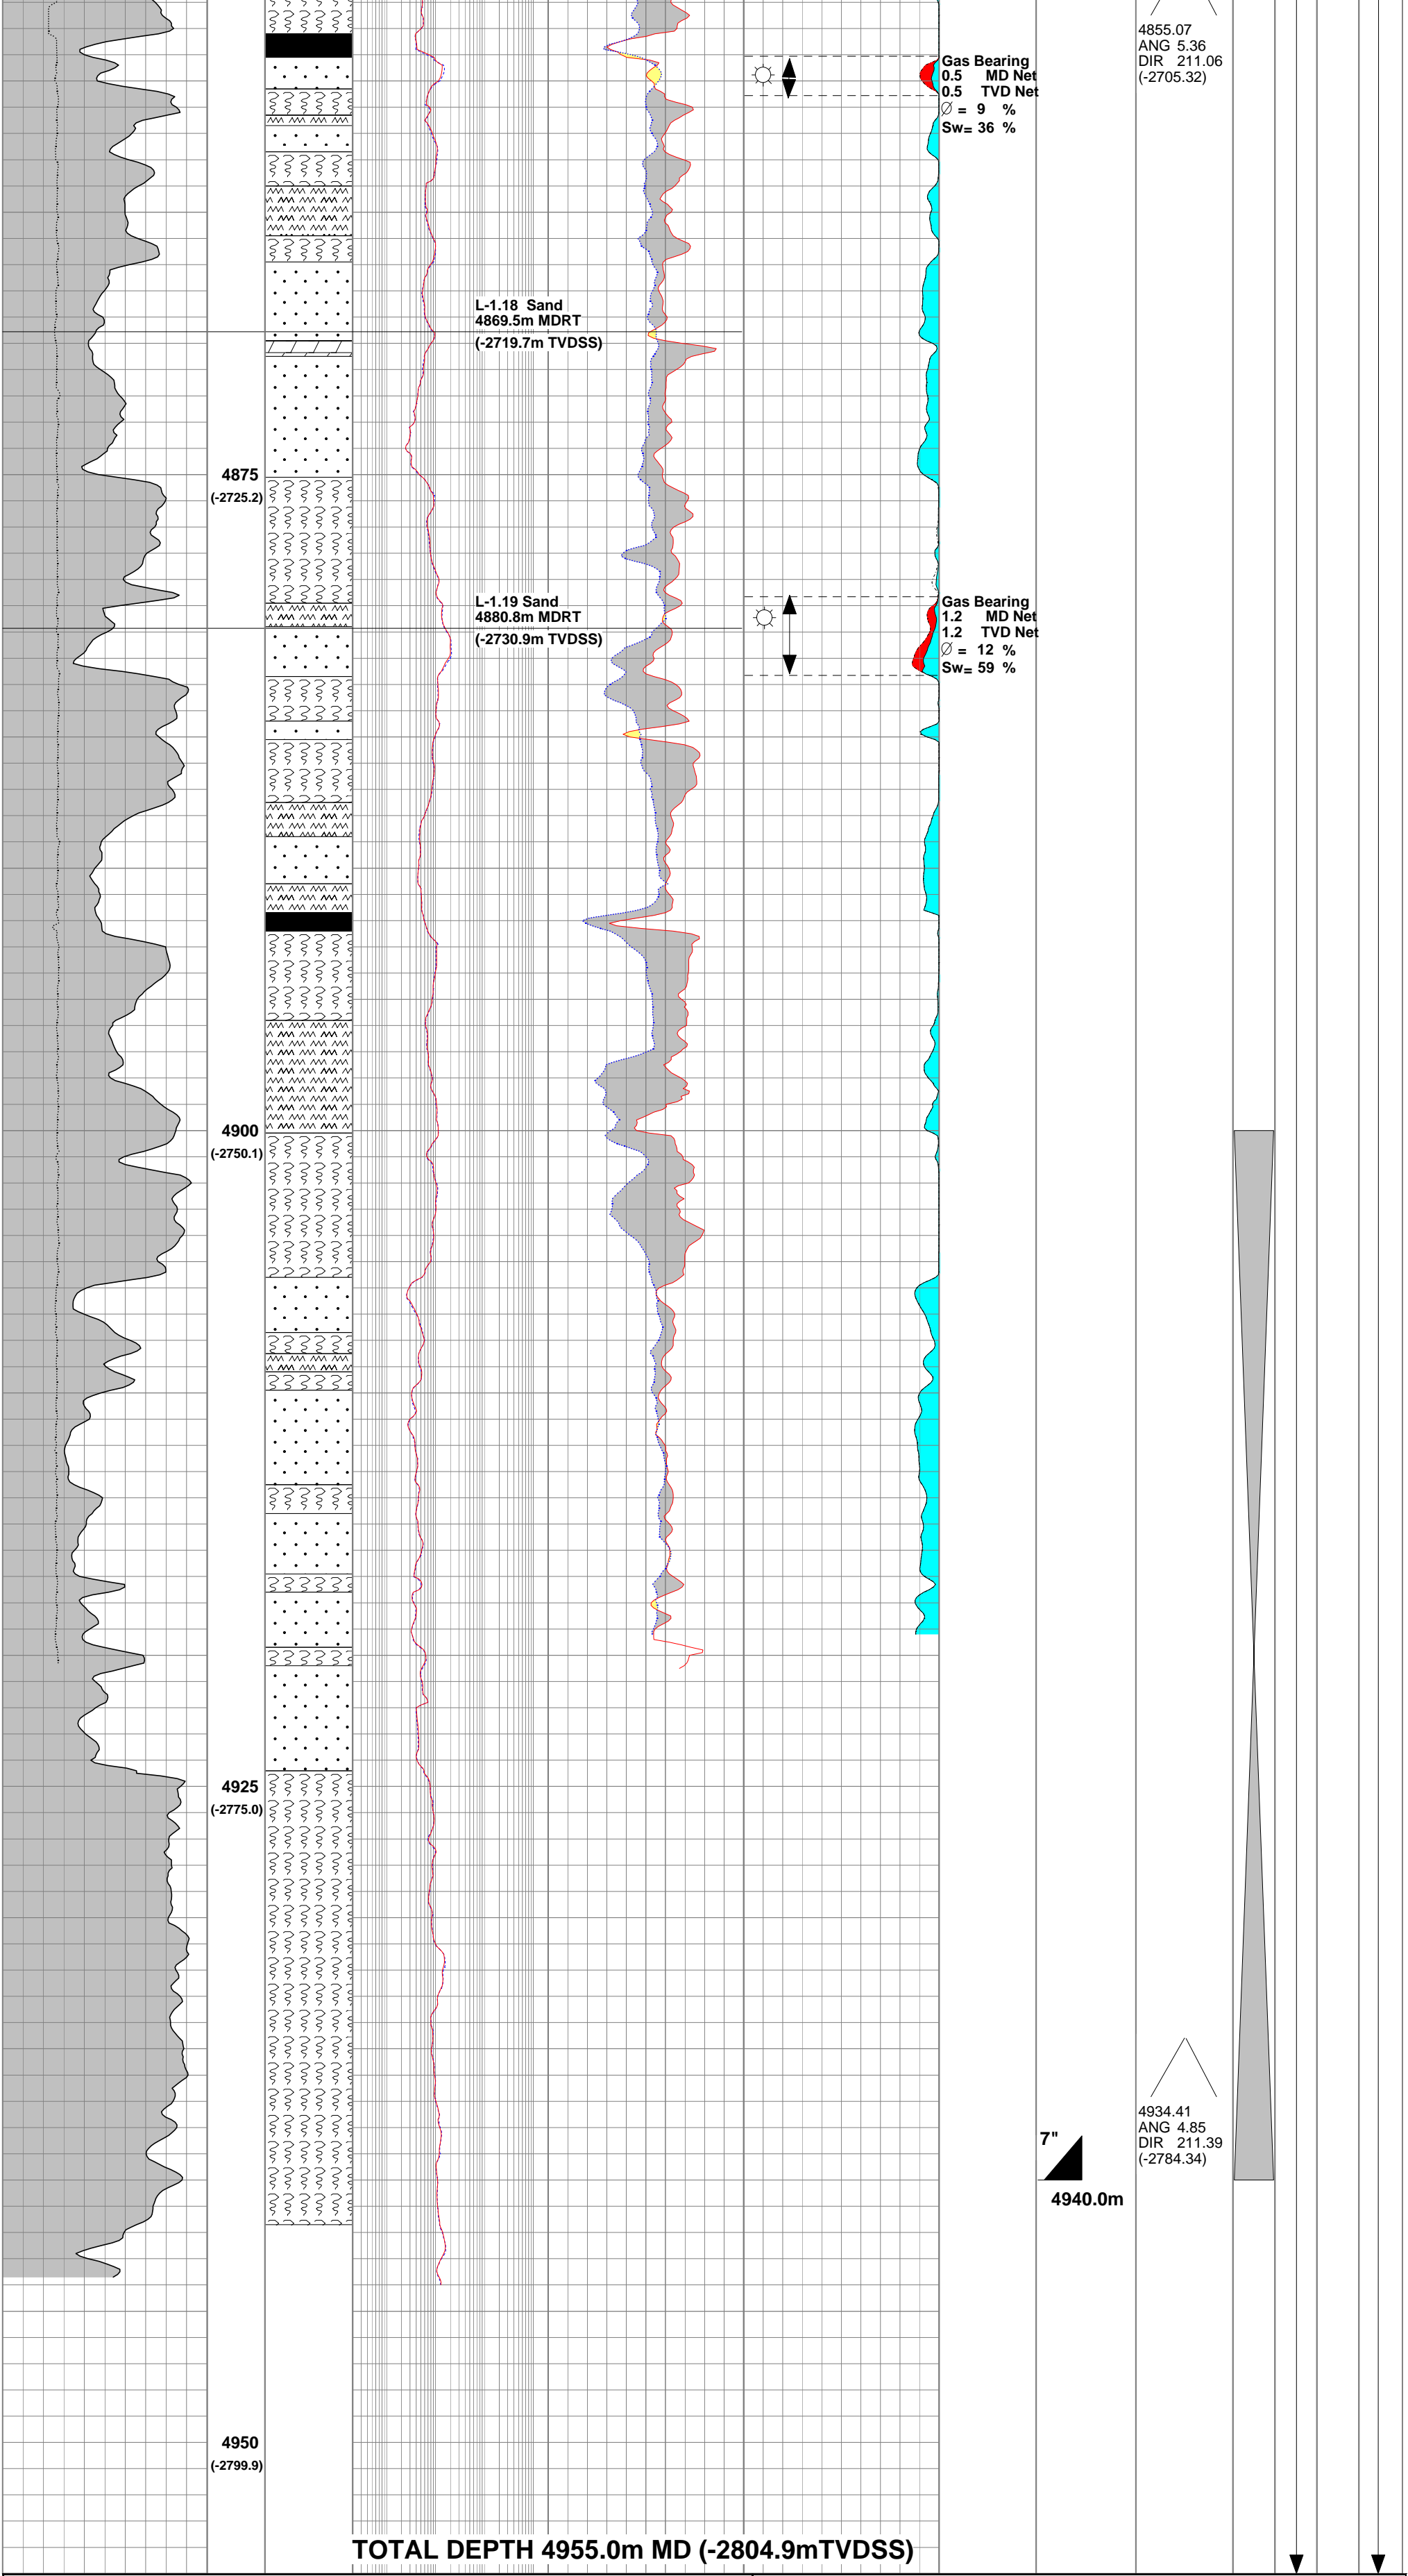 4855.07
ANG 5.36
DIR 211.06
(-2705.32)
Gas Bearing
0.5 MD Net
0.5 TVD Net
Ø = 9 %
Sw= 36 %
L-1.18 Sand
4869.5m MDRT
(-2719.7m TVDSS)
4875
(-2725.2)
L-1.19 Sand
4880.8m MDRT
(-2730.9m TVDSS)
Gas Bearing
1.2 MD Net
1.2 TVD Net
Ø = 12 %
Sw= 59 %
4900
(-2750.1)
4925
(-2775.0)
4934.41
ANG 4.85
DIR 211.39
(-2784.34)
7"
4940.0m
4950
(-2799.9)
TOTAL DEPTH 4955.0m MD (-2804.9mTVDSS)